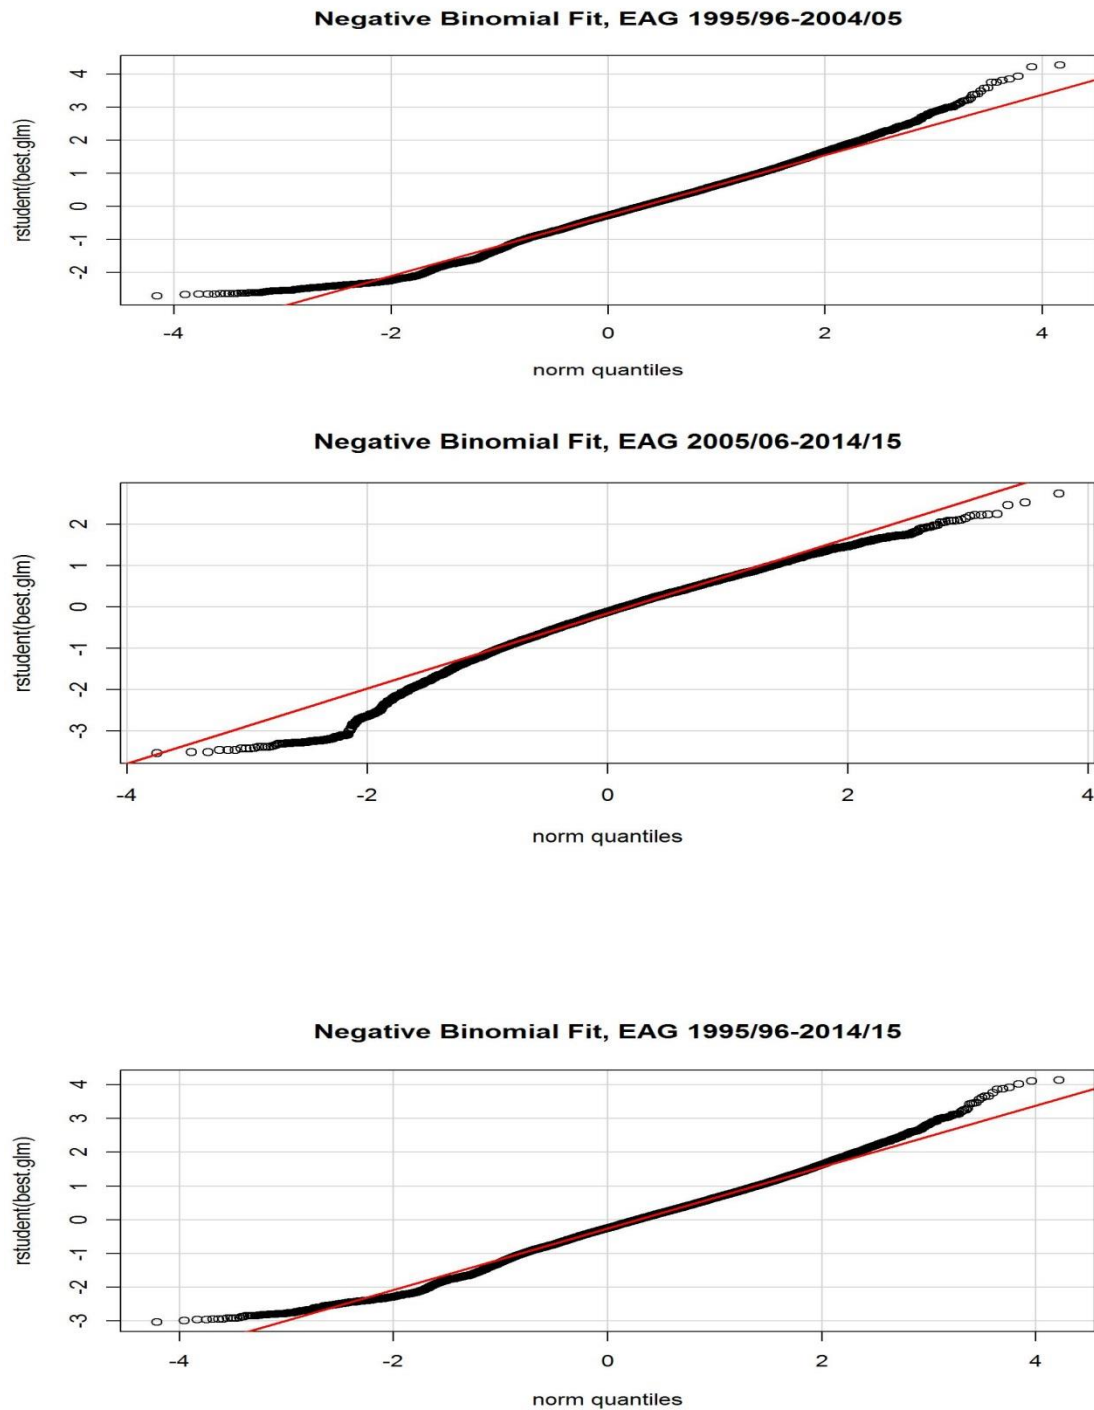 Negative Binomial Fit, EAG 1995/96-2004/05
rstudent(best.glm)
4
3
2
1
0
-1
-2
-4 -2 0 2 4
norm quantiles
Negative Binomial Fit, EAG 2005/06-2014/15
rstudent(best.glm)
2
1
0
-1
-2
-3
-4 -2 0 2 4
norm quantiles
Negative Binomial Fit, EAG 1995/96-2014/15
rstudent(best.glm)
4
3
2
1
0
-1
-2
-3
-4 -2 0 2 4
norm quantiles